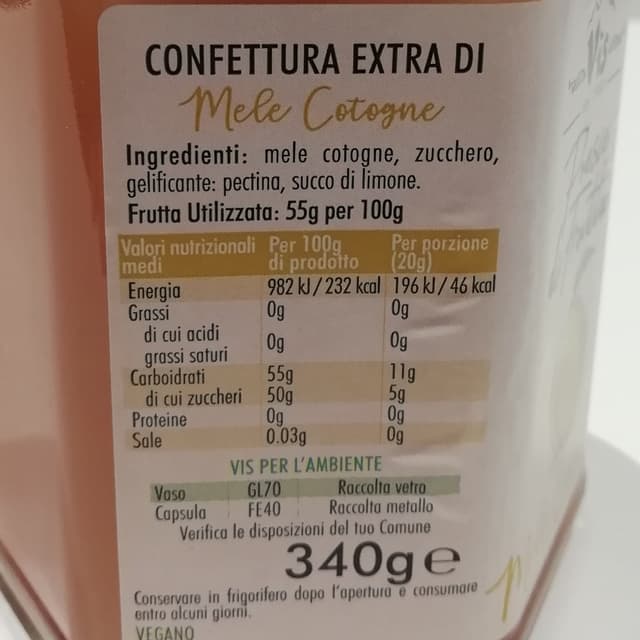 CONFETTURA EXTRA DI
Mele Cotogne
Ingredienti: mele cotogne, zucchero,
gelificante: pectina, succo di limone.
Frutta Utilizzata: 55g per 100g
Valori nutrizionali medi Per 100g di prodotto Per porzione (20g)
Energia 982 kJ/232 kcal 196 kJ/46 kcal
Grassi 0g 0g
di cui acidi grassi saturi 0g 0g
Carboidrati 55g 11g
di cui zuccheri 50g 5g
Proteine 0g 0g
Sale 0.03g 0g
VIS PER L'AMBIENTE
Vaso GL70 Raccolta vetro
Capsula FE40 Raccolta metallo
Verifica le disposizioni del tuo Comune
340g e
Conservare in frigorifero dopo l'apertura e consumare
entro alcuni giorni.
VEGANO
Vis